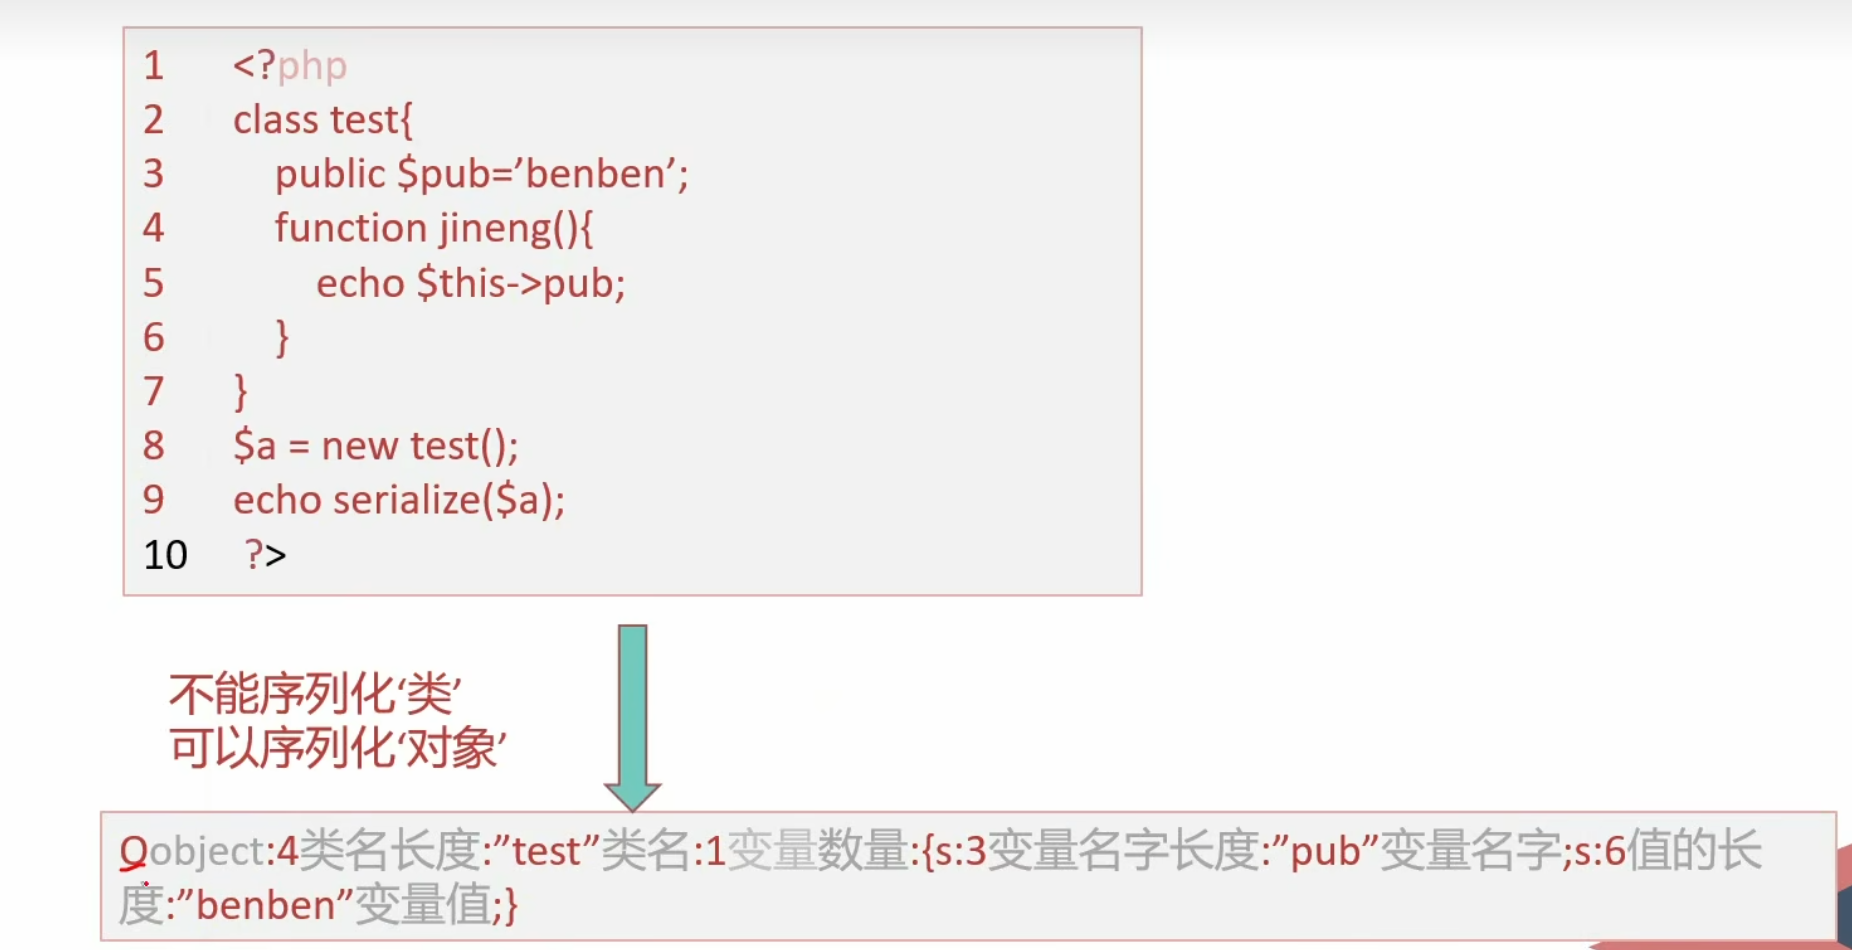 1 <?php
2 class test{
3 public $pub=’benben’;
4 function jineng(){
5 echo $this->pub;
6 }
7 }
8 $a = new test();
9 echo serialize($a);
10 ?>
不能序列化‘类’
可以序列化‘对象’
Oobject:4类名长度:”test”类名:1变量数量:{s:3变量名字长度:”pub”变量名字;s:6值的长
度:”benben”变量值;}